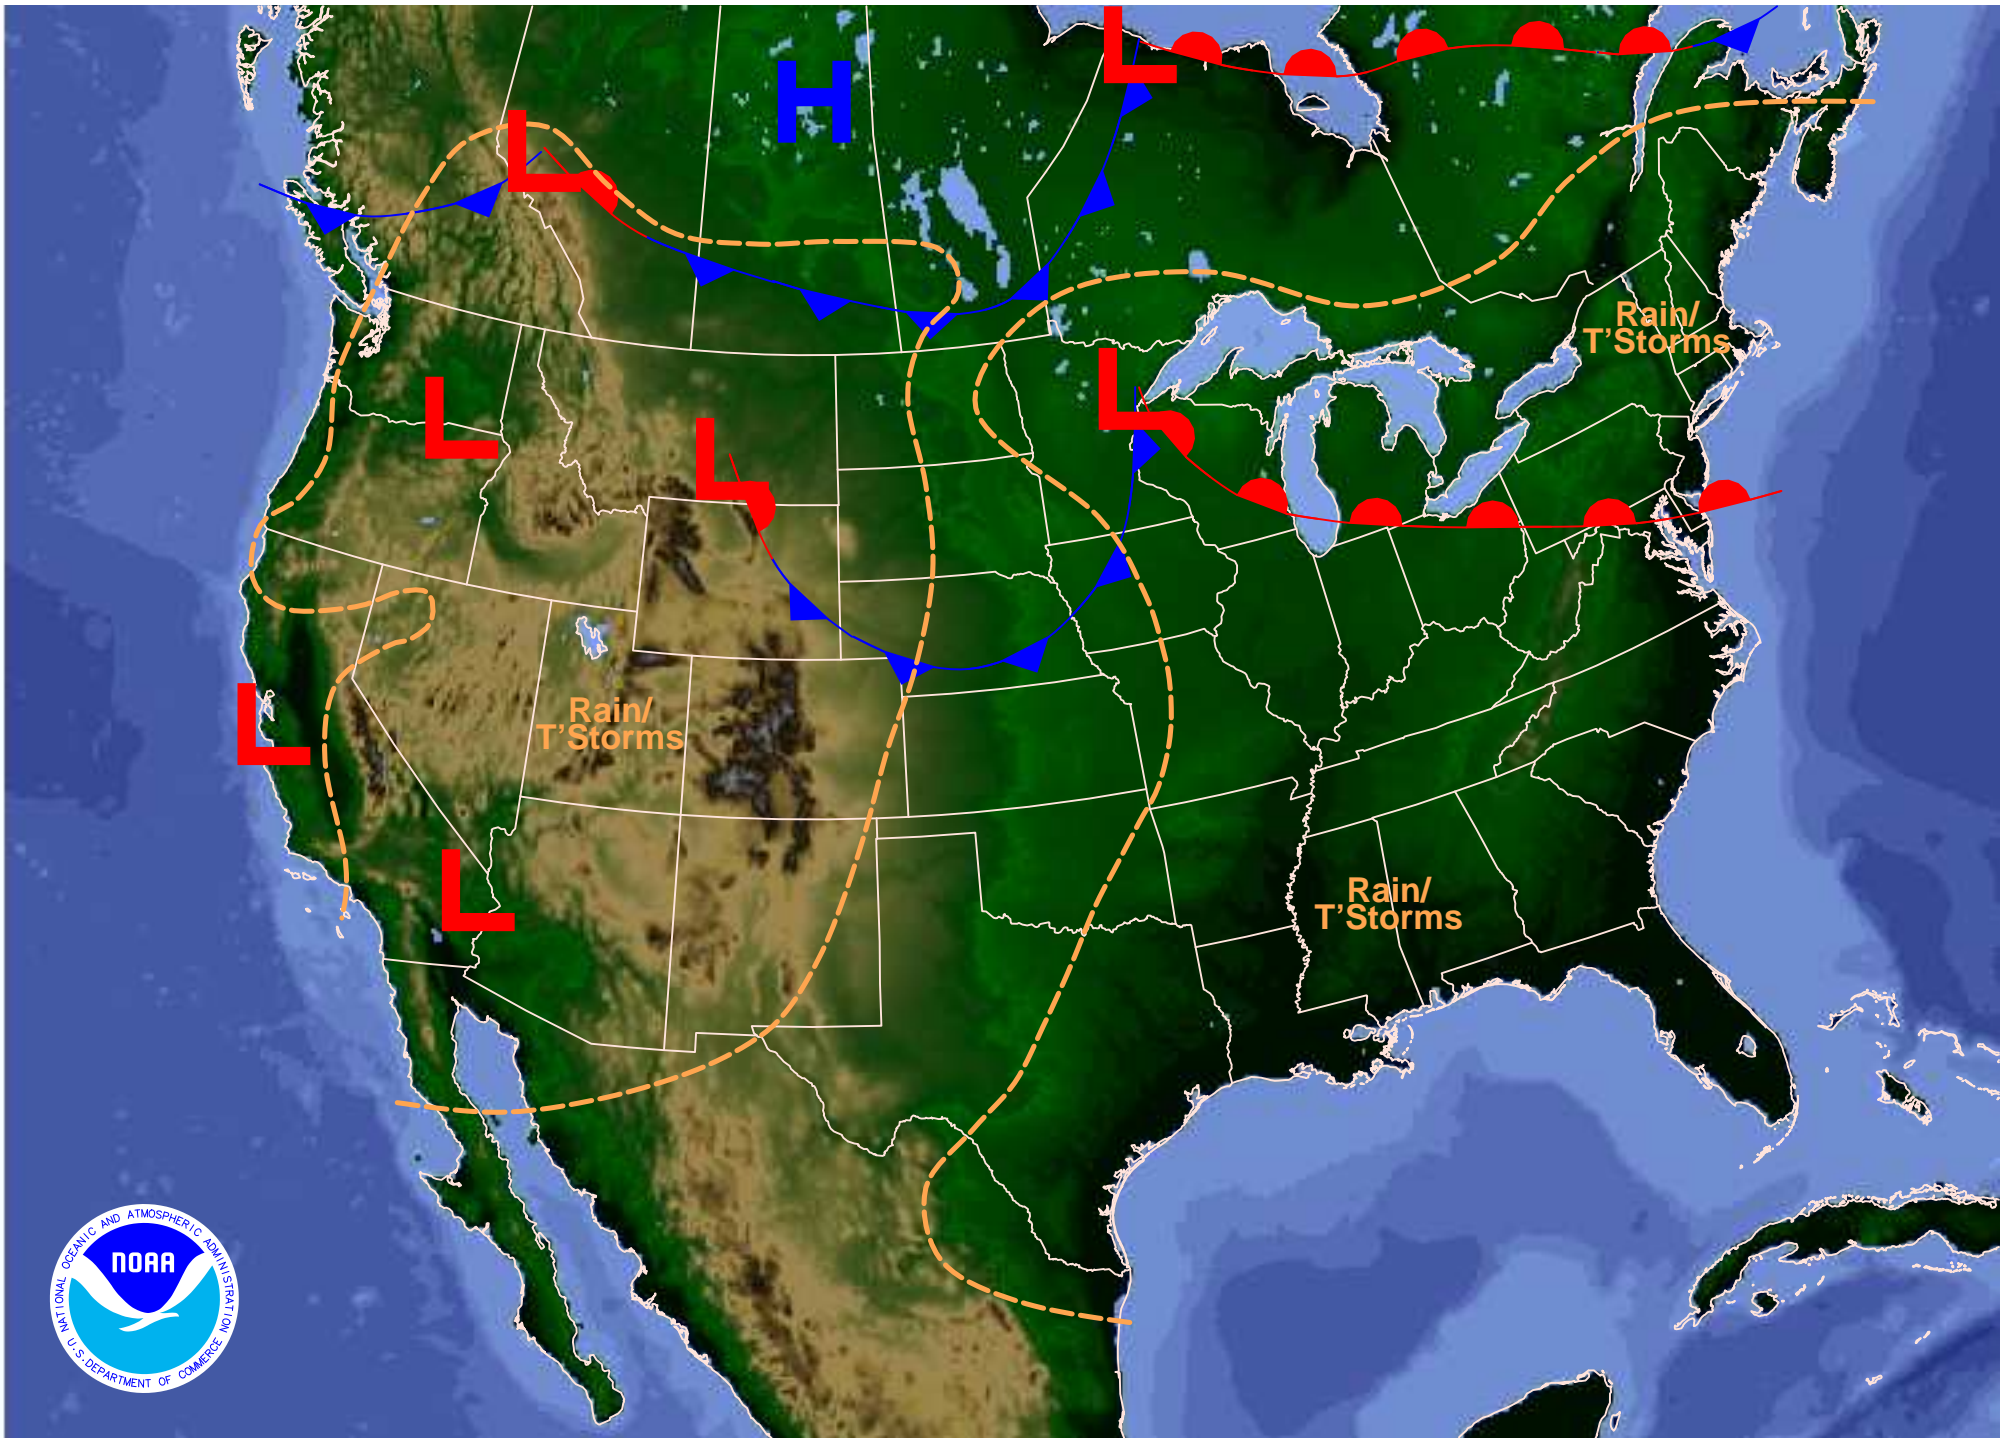 L
H
L
Rain/
T'Storms
L
L
L
L
Rain/
T'Storms
L
Rain/
T'Storms
NATIONAL OCEANIC AND ATMOSPHERIC ADMINISTRATION
NOAA
U.S. DEPARTMENT OF COMMERCE